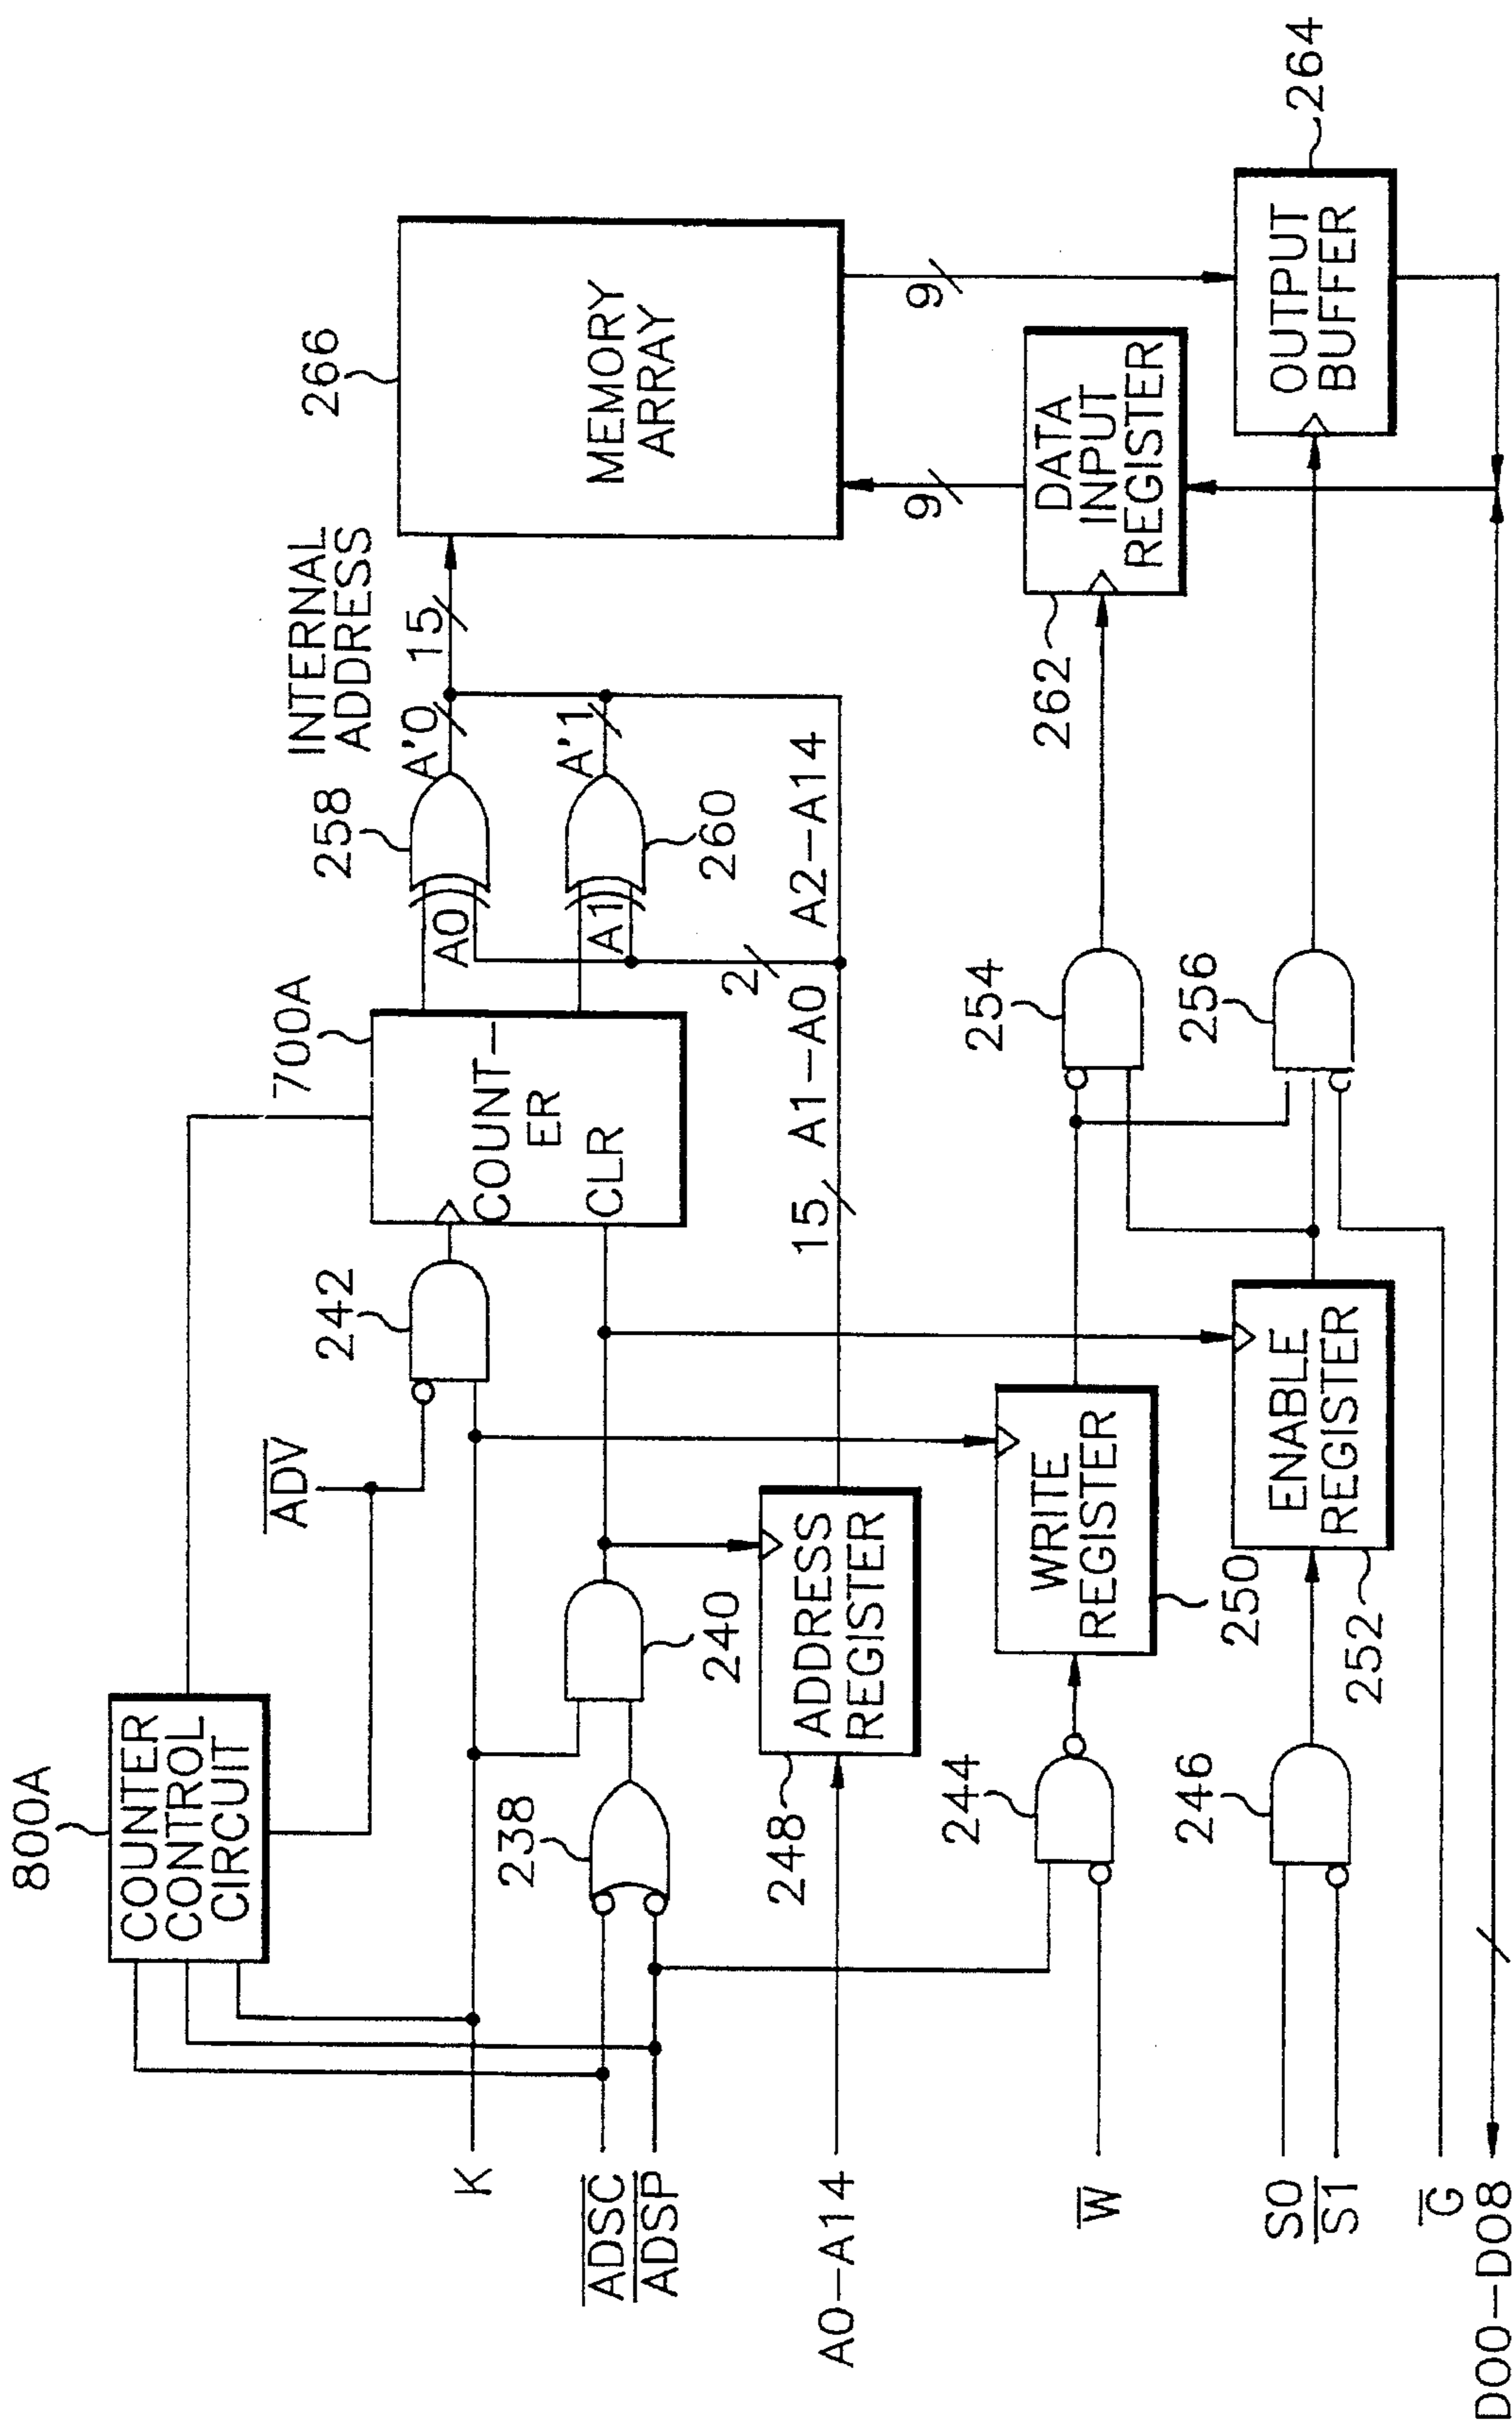 800A
COUNTER
CONTROL
CIRCUIT
K
ADSC
ADSP
ADV
238
240
242
700A
COUNT-
ER
CLR
258
A0
A'0
A1
A'1
260
INTERNAL
ADDRESS
15
266
MEMORY
ARRAY
A0-A14
248
ADDRESS
REGISTER
15
A1-A0
2
A2-A14
9
9
W
244
WRITE
REGISTER
250
254
262
DATA
INPUT
REGISTER
S0
S1
246
ENABLE
REGISTER
252
256
OUTPUT
BUFFER
264
G
DO0-DO8